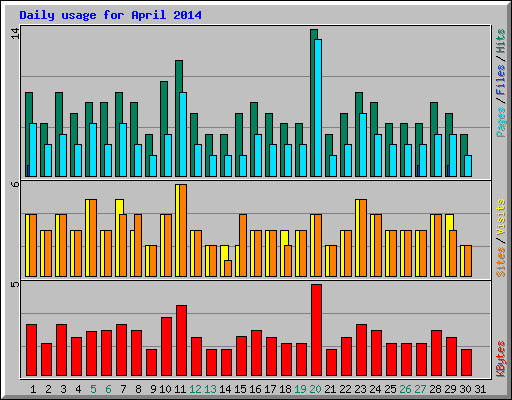 Daily usage for April 2014
14
Pages / Files / Hits
6
Sites / Visits
5
KBytes
1 2 3 4 5 6 7 8 9 10 11 12 13 14 15 16 17 18 19 20 21 22 23 24 25 26 27 28 29 30 31